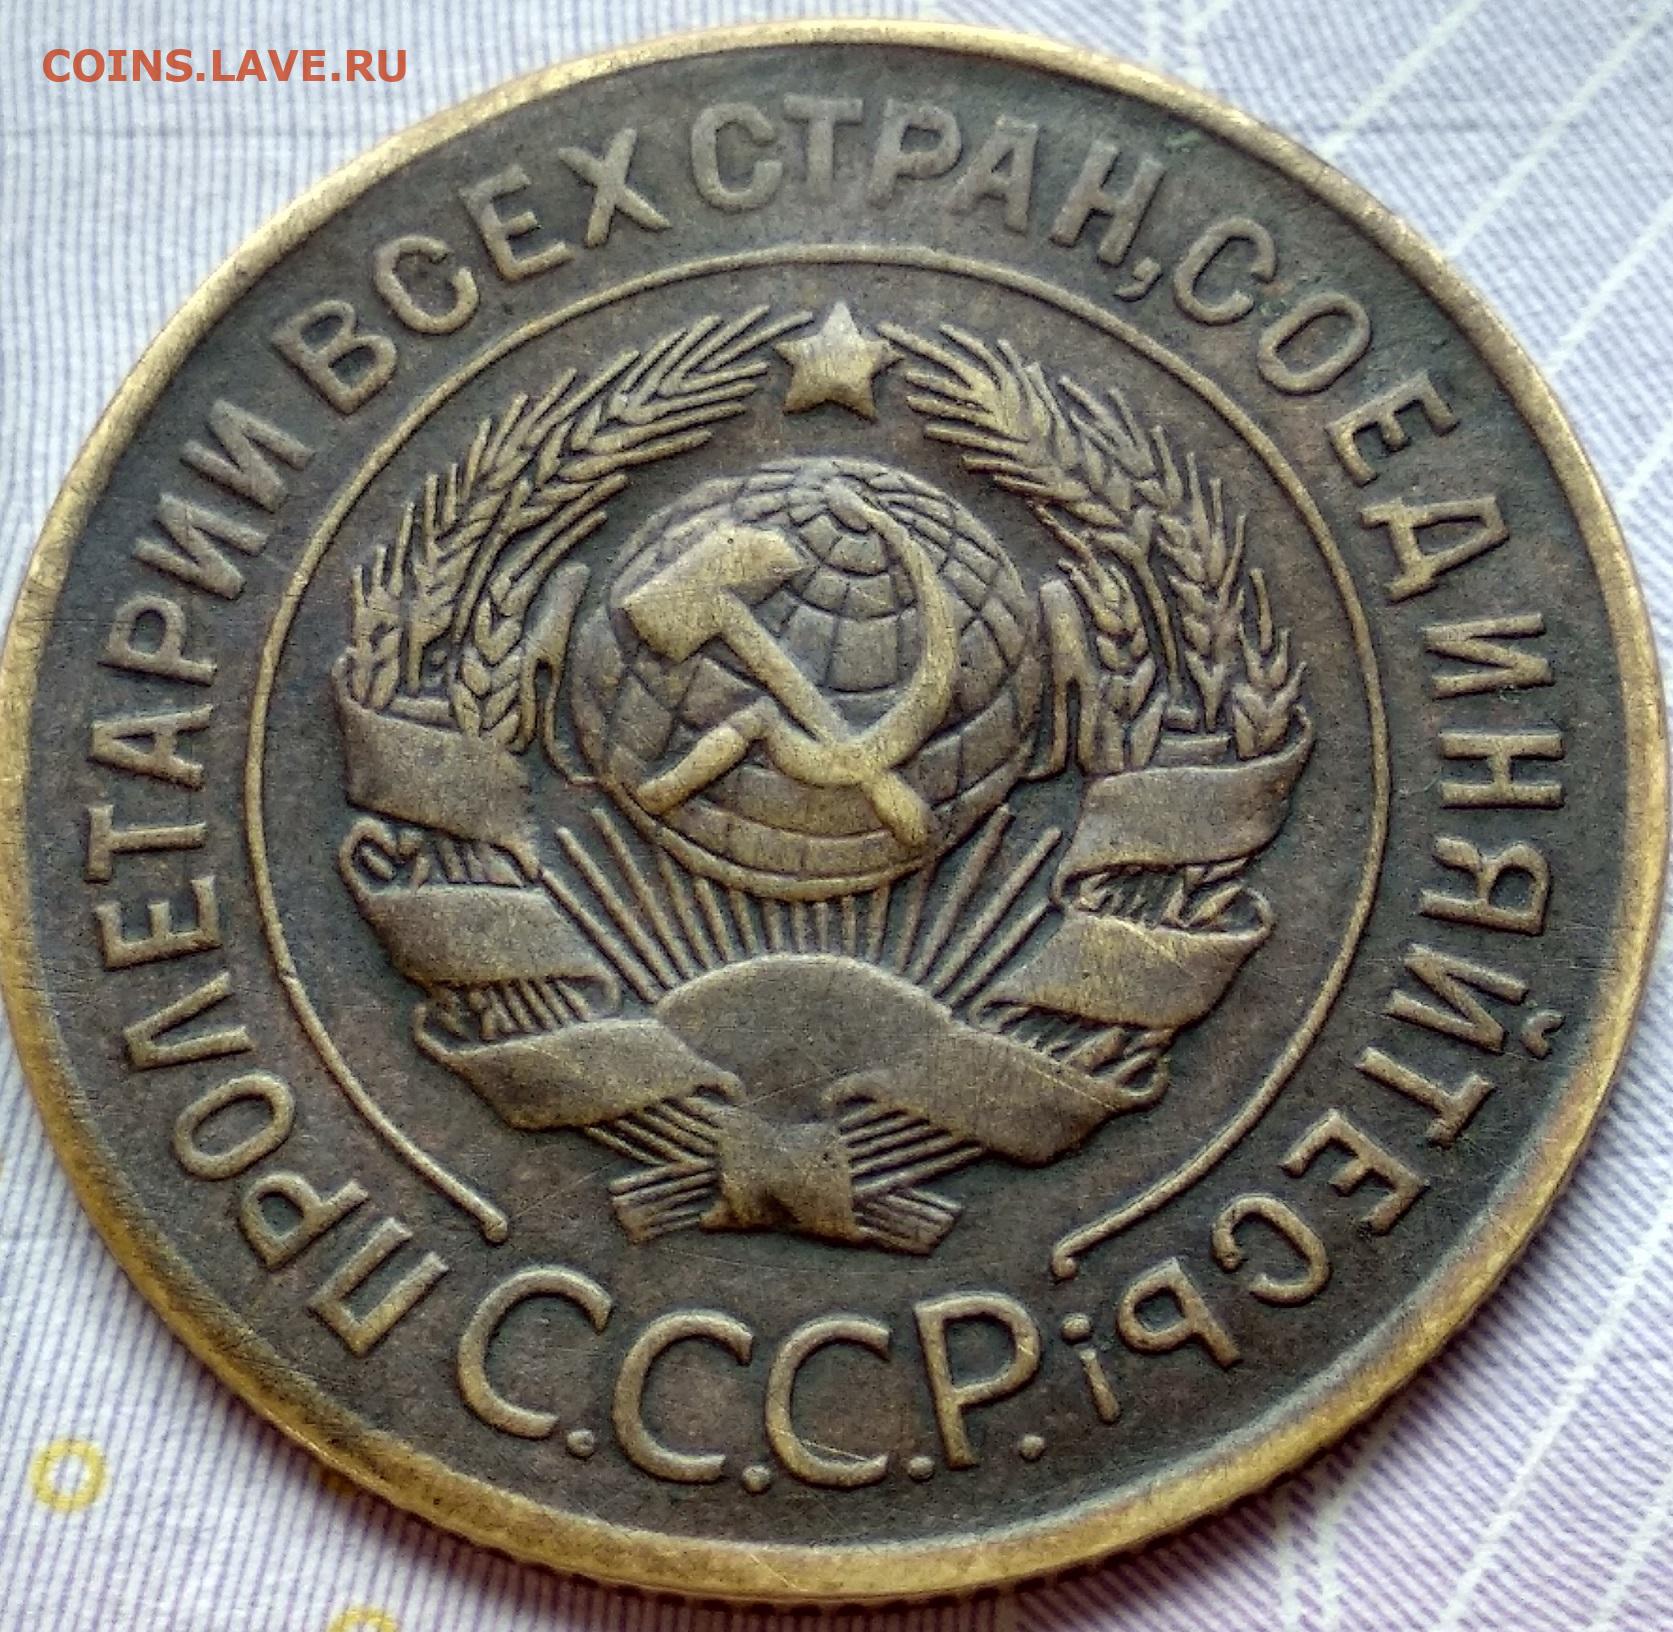 COINS.LAVE.RU
ПРОЛЕТАРИИ ВСЕХ СТРАН, СОЕДИНЯЙТЕСЬ!
С.С.С.Р.